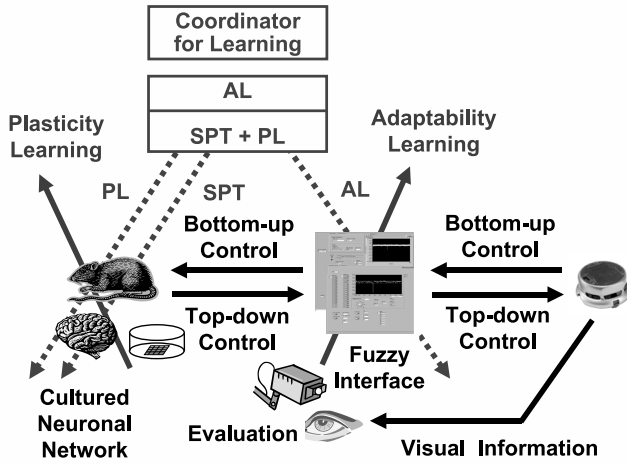 Coordinator
for Learning
AL
SPT + PL
Plasticity
Learning
Adaptability
Learning
PL
SPT
AL
Bottom-up
Control
Bottom-up
Control
Top-down
Control
Top-down
Control
Fuzzy
Interface
Cultured
Neuronal
Network
Evaluation
Visual Information